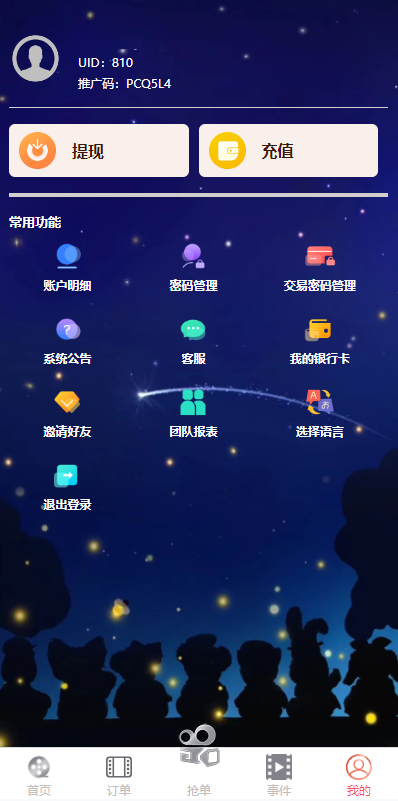 UID：810
推广码：PCQ5L4
提现
充值
常用功能
账户明细
密码管理
交易密码管理
系统公告
客服
我的银行卡
邀请好友
团队报表
选择语言
退出登录
首页
订单
抢单
事件
我的